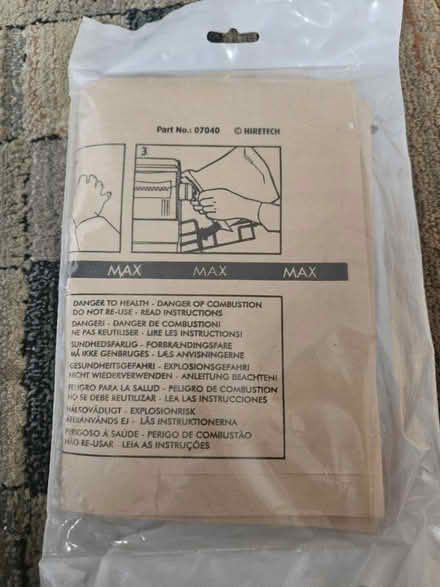 Part No.: 07040 © HIRETECH
3
MAX MAX MAX
DANGER TO HEALTH - DANGER OF COMBUSTION
DO NOT RE-USE - READ INSTRUCTIONS
DANGER! - DANGER DE COMBUSTION!
NE PAS REUTILISER - LIRE LES INSTRUCTIONS!
SUNDHEDSFARLIG - FORBRÆNDINGSFARE
MÅ IKKE GENBRUGES - LÆS ANVISNINGERNE
GESUNDHEITSGEFAHR! - EXPLOSIONSGEFAHR!
NICHT WIEDERVERWENDEN - ANLEITUNG BEACHTEN!
PELIGRO PARA LA SALUD - PELIGRO DE COMBUSTION
NO SE DEBE REUTILIZAR - LEA LAS INSTRUCCIONES
HÄLSOVÅDLIGT - EXPLOSIONRISK
ÅTERANVÄNDS EJ - LÄS INSTRUKTIONERNA
PERIGOSO À SAÚDE - PERIGO DE COMBUSTÃO
NÃO RE-USAR - LEIA AS INSTRUÇÕES